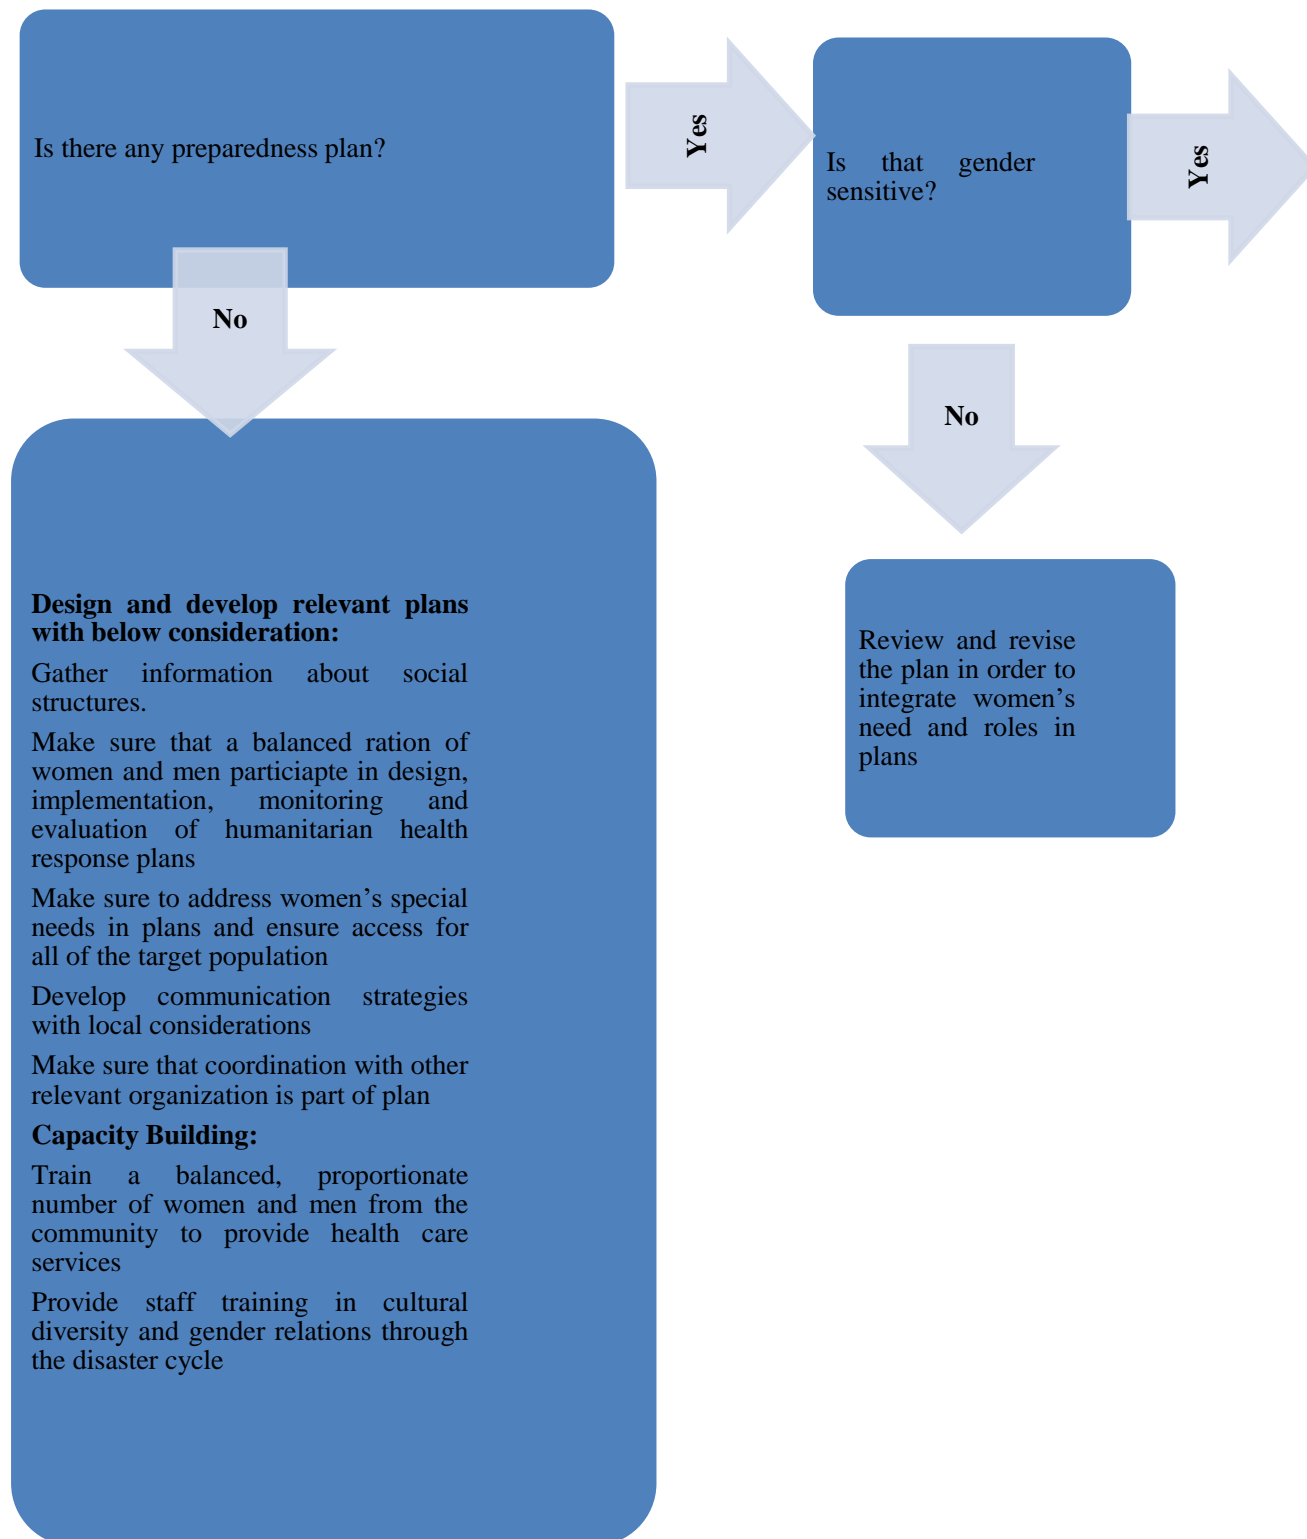 Is there any preparedness plan?
Yes
Is that gender
sensitive?
Yes
No
No
Design and develop relevant plans
with below consideration:
Gather information about social
structures.
Make sure that a balanced ration of
women and men particiapte in design,
implementation, monitoring and
evaluation of humanitarian health
response plans
Make sure to address women’s special
needs in plans and ensure access for
all of the target population
Develop communication strategies
with local considerations
Make sure that coordination with other
relevant organization is part of plan
Capacity Building:
Train a balanced, proportionate
number of women and men from the
community to provide health care
services
Provide staff training in cultural
diversity and gender relations through
the disaster cycle
Review and revise
the plan in order to
integrate women’s
need and roles in
plans